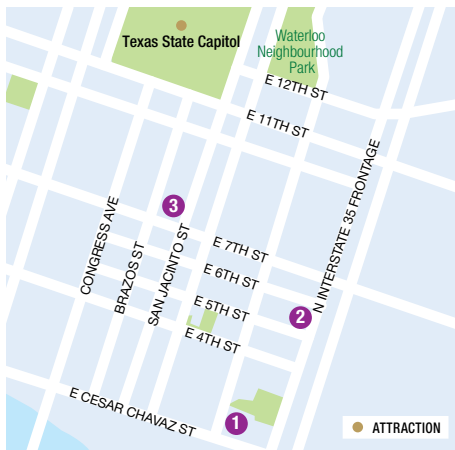 Texas State Capitol
Waterloo
Neighbourhood
Park
E 12TH ST
E 11TH ST
N INTERSTATE 35 FRONTAGE
3
CONGRESS AVE
BRAZOS ST
SAN JACINTO ST
E 7TH ST
E 6TH ST
E 5TH ST
2
E 4TH ST
E CESAR CHAVAZ ST
1
ATTRACTION